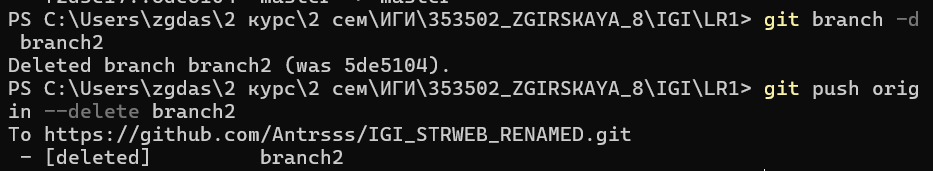 PS C:\Users\zgdas\2 курс\2 сем\ИГИ\353502_ZGIRSKAYA_8\IGI\LR1> git branch -d
branch2
Deleted branch branch2 (was 5de5104).
PS C:\Users\zgdas\2 курс\2 сем\ИГИ\353502_ZGIRSKAYA_8\IGI\LR1> git push orig
in --delete branch2
To https://github.com/Antrsss/IGI_STRWEB_RENAMED.git
 - [deleted]         branch2